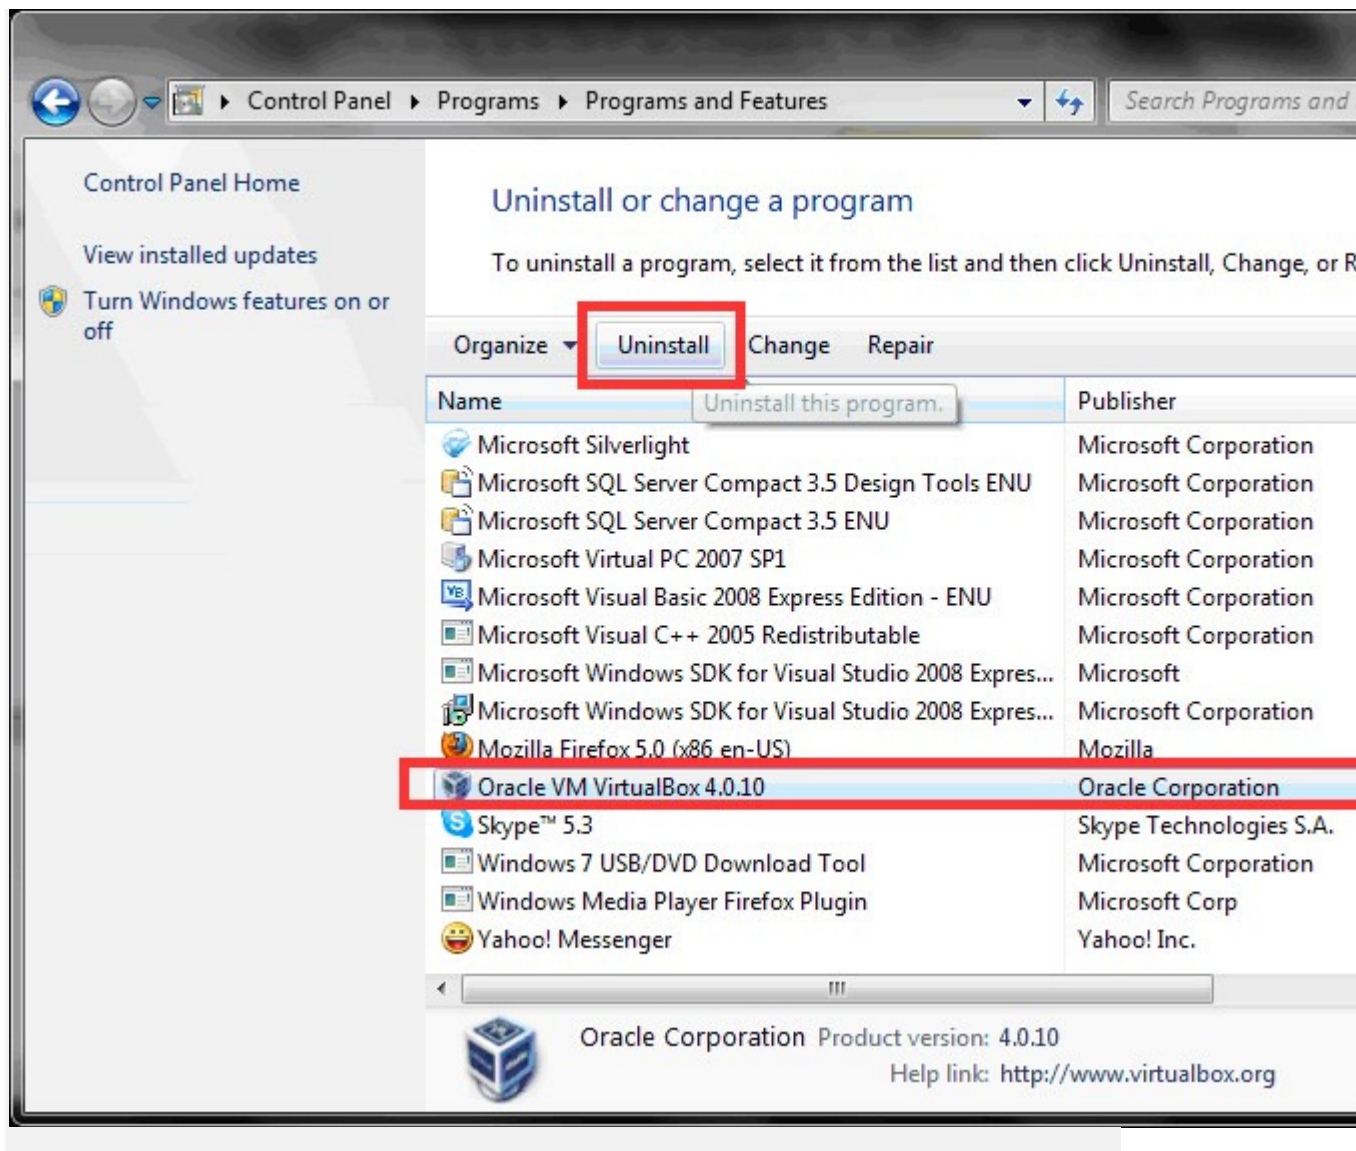 Control Panel Programs Programs and Features Search Programs and
Control Panel Home
View installed updates
Turn Windows features on or
off
Uninstall or change a program
To uninstall a program, select it from the list and then click Uninstall, Change, or R
Organize Uninstall Change Repair
Uninstall this program.
Name Publisher
Microsoft Silverlight Microsoft Corporation
Microsoft SQL Server Compact 3.5 Design Tools ENU Microsoft Corporation
Microsoft SQL Server Compact 3.5 ENU Microsoft Corporation
Microsoft Virtual PC 2007 SP1 Microsoft Corporation
Microsoft Visual Basic 2008 Express Edition - ENU Microsoft Corporation
Microsoft Visual C++ 2005 Redistributable Microsoft Corporation
Microsoft Windows SDK for Visual Studio 2008 Expres... Microsoft
Microsoft Windows SDK for Visual Studio 2008 Expres... Microsoft Corporation
Mozilla Firefox 5.0 (x86 en-US) Mozilla
Oracle VM VirtualBox 4.0.10 Oracle Corporation
Skype™ 5.3 Skype Technologies S.A.
Windows 7 USB/DVD Download Tool Microsoft Corporation
Windows Media Player Firefox Plugin Microsoft Corp
Yahoo! Messenger Yahoo! Inc.
Oracle Corporation Product version: 4.0.10
Help link: http://www.virtualbox.org